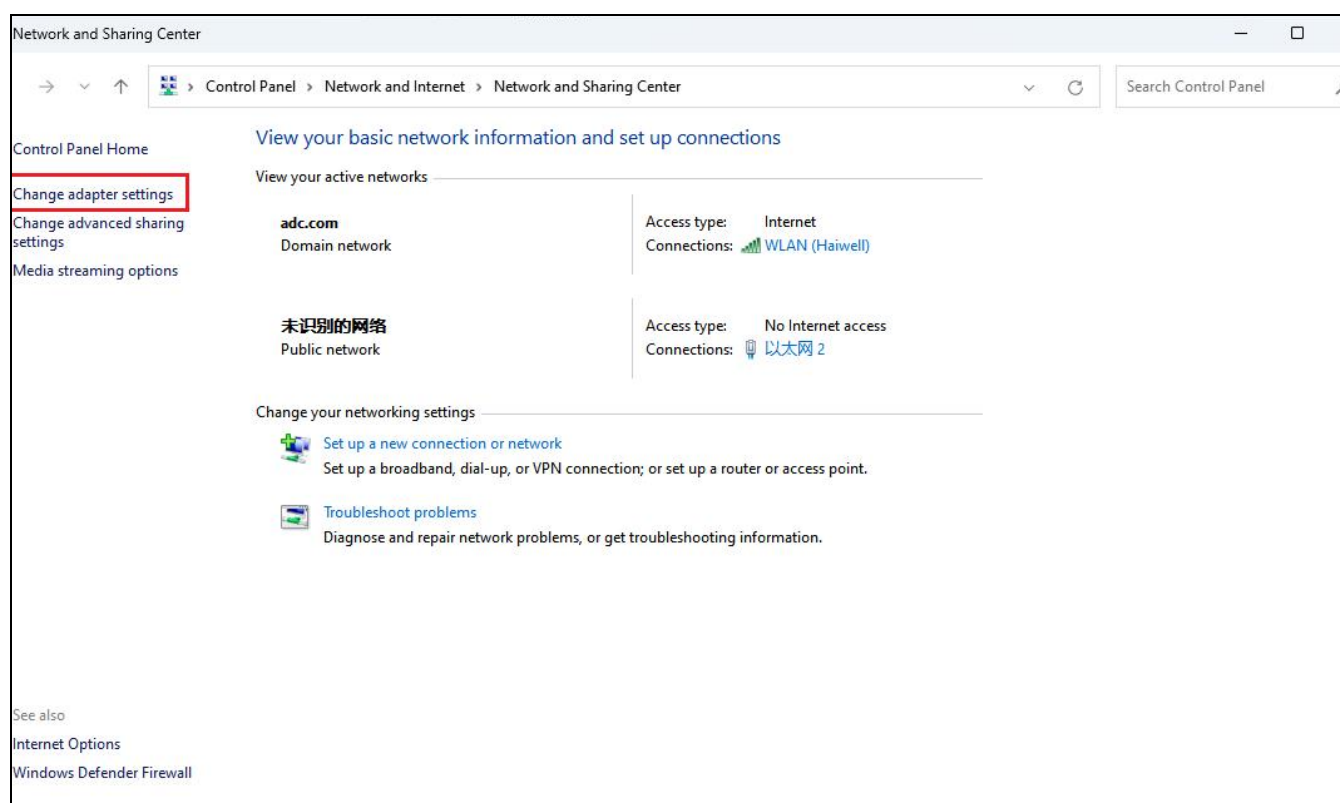 Network and Sharing Center
Control Panel > Network and Internet > Network and Sharing Center
Search Control Panel
Control Panel Home
Change adapter settings
Change advanced sharing
settings
Media streaming options
View your basic network information and set up connections
View your active networks
adc.com
Domain network
Access type: Internet
Connections: WLAN (Haiwell)
未识别的网络
Public network
Access type: No Internet access
Connections: 以太网 2
Change your networking settings
Set up a new connection or network
Set up a broadband, dial-up, or VPN connection; or set up a router or access point.
Troubleshoot problems
Diagnose and repair network problems, or get troubleshooting information.
See also
Internet Options
Windows Defender Firewall